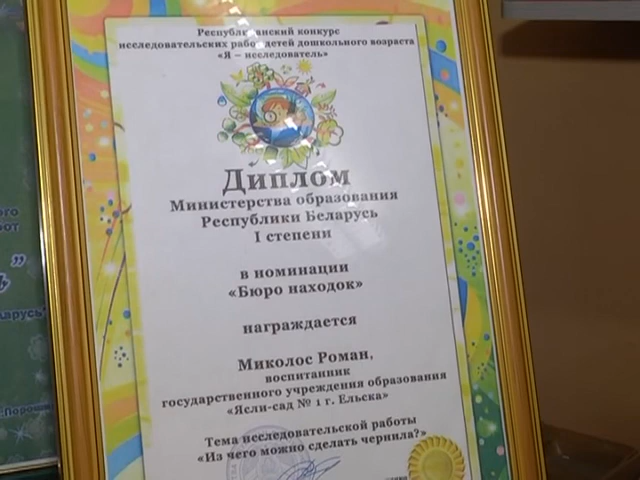 Республиканский конкурс
исследовательских работ детей дошкольного возраста
«Я – исследователь»
Диплом
Министерства образования
Республики Беларусь
I степени
в номинации
«Бюро находок»
награждается
Миколос Роман,
воспитанник
государственного учреждения образования
«Ясли-сад № 1 г. Ельска»
Тема исследовательской работы
«Из чего можно сделать чернила?»